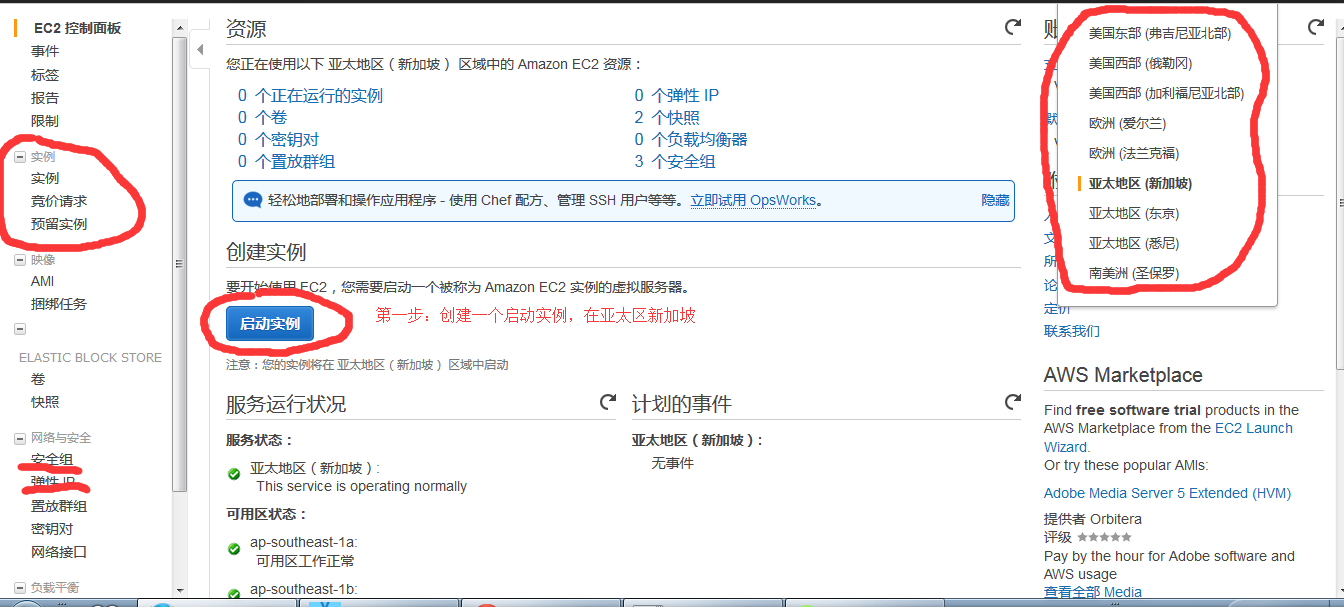 EC2 控制面板
事件
标签
报告
限制
实例
实例
竞价请求
预留实例
映像
AMI
捆绑任务
ELASTIC BLOCK STORE
卷
快照
网络与安全
安全组
弹性 IP
置放群组
密钥对
网络接口
负载平衡
资源
您正在使用以下 亚太地区（新加坡） 区域中的 Amazon EC2 资源：
0 个正在运行的实例
0 个弹性 IP
0 个卷
2 个快照
0 个密钥对
0 个负载均衡器
0 个置放群组
3 个安全组
轻松地部署和操作应用程序 - 使用 Chef 配方、管理 SSH 用户等等。立即试用 OpsWorks。
隐藏
创建实例
要开始使用 EC2，您需要启动一个被称为 Amazon EC2 实例的虚拟服务器。
启动实例
第一步：创建一个启动实例，在亚太区新加坡
注意：您的实例将在 亚太地区（新加坡） 区域中启动
服务运行状况
服务状态：
亚太地区（新加坡）:
This service is operating normally
可用区状态：
ap-southeast-1a:
可用区工作正常
ap-southeast-1b:
计划的事件
亚太地区（新加坡）:
无事件
美国东部 (弗吉尼亚北部)
美国西部 (俄勒冈)
美国西部 (加利福尼亚北部)
欧洲 (爱尔兰)
欧洲 (法兰克福)
亚太地区 (新加坡)
亚太地区 (东京)
亚太地区 (悉尼)
南美洲 (圣保罗)
定价
联系我们
AWS Marketplace
Find free software trial products in the
AWS Marketplace from the EC2 Launch
Wizard.
Or try these popular AMIs:
Adobe Media Server 5 Extended (HVM)
提供者 Orbitera
评级
Pay by the hour for Adobe software and
AWS usage
查看全部 Media